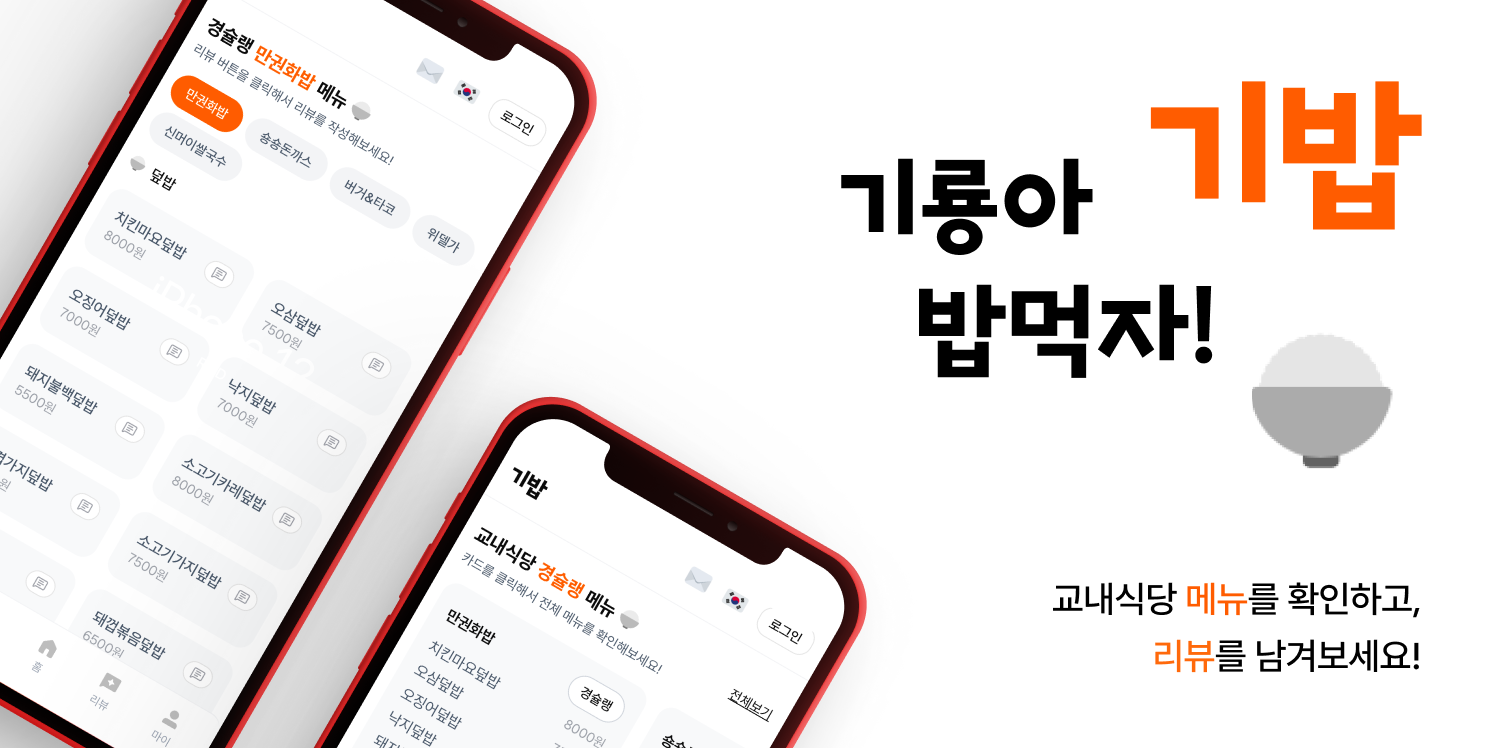 경슐랭 만권화밥 메뉴
리뷰 버튼을 클릭해서 리뷰를 작성해보세요!
로그인
만권화밥
숭숭돈까스
버거&타코
위델가
신머이쌀국수
덮밥
치킨마요덮밥
8000원
오삼덮밥
7500원
오징어덮밥
7000원
낙지덮밥
7000원
돼지불백덮밥
5500원
소고기카레덮밥
8000원
가지덮밥
원
소고기가지덮밥
7500원
돼껍볶음덮밥
6500원
홈
리뷰
마이
기밥
교내식당 경슐랭 메뉴
카드를 클릭해서 전체 메뉴를 확인해보세요!
로그인
전체보기
만권화밥
경슐랭
치킨마요덮밥
8000원
오삼덮밥
오징어덮밥
낙지덮밥
기밥
기룡아
밥먹자!
교내식당 메뉴를 확인하고,
리뷰를 남겨보세요!